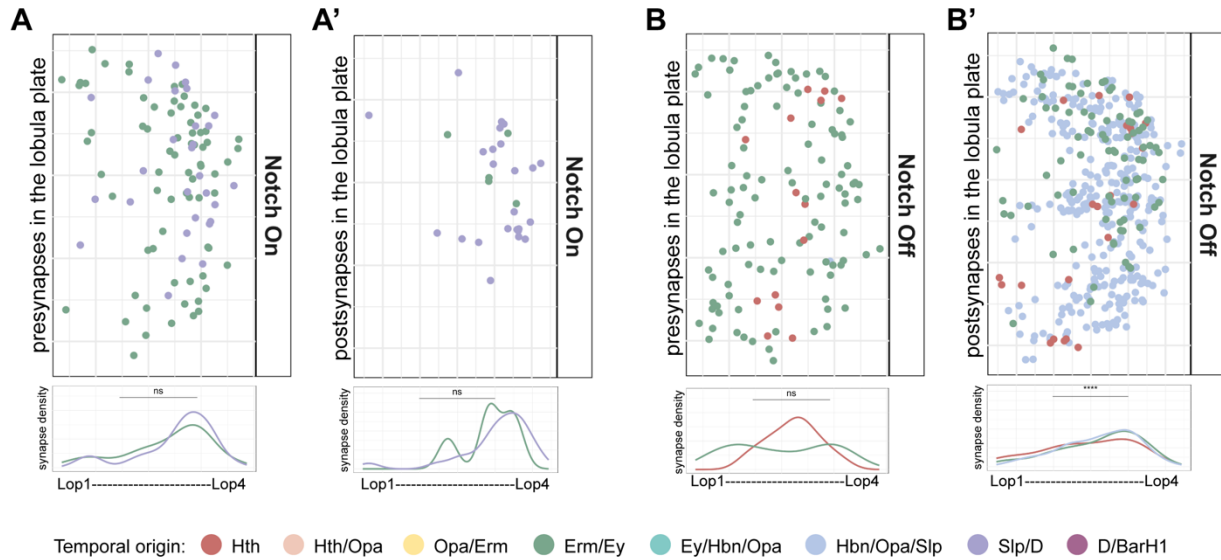 A
A'
B
B'
presynapses in the lobula plate
Notch On
postsynapses in the lobula plate
Notch On
presynapses in the lobula plate
Notch Off
postsynapses in the lobula plate
Notch Off
synapse density
ns
synapse density
ns
synapse density
ns
synapse density
****
Lop1----------------------Lop4
Lop1----------------------Lop4
Lop1----------------------Lop4
Lop1----------------------Lop4
Temporal origin: Hth Hth/Opa Opa/Erm Erm/Ey Ey/Hbn/Opa Hbn/Opa/Slp Slp/D D/BarH1